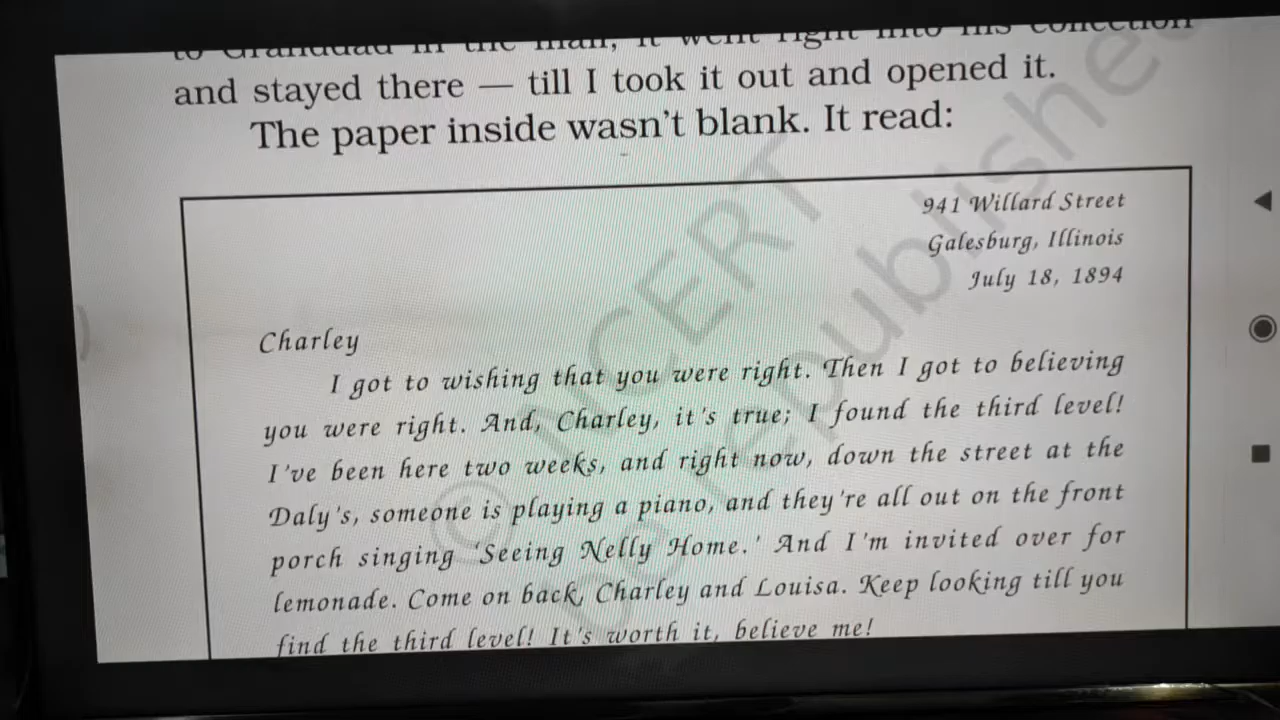 to Granddad in the mail, it went right into his collection
and stayed there — till I took it out and opened it.
The paper inside wasn't blank. It read:
941 Willard Street
Galesburg, Illinois
July 18, 1894
Charley
I got to wishing that you were right. Then I got to believing
you were right. And, Charley, it's true; I found the third level!
I've been here two weeks, and right now, down the street at the
Daly's, someone is playing a piano, and they're all out on the front
porch singing 'Seeing Nelly Home.' And I'm invited over for
lemonade. Come on back, Charley and Louisa. Keep looking till you
find the third level! It's worth it, believe me!
© NCERT
republished